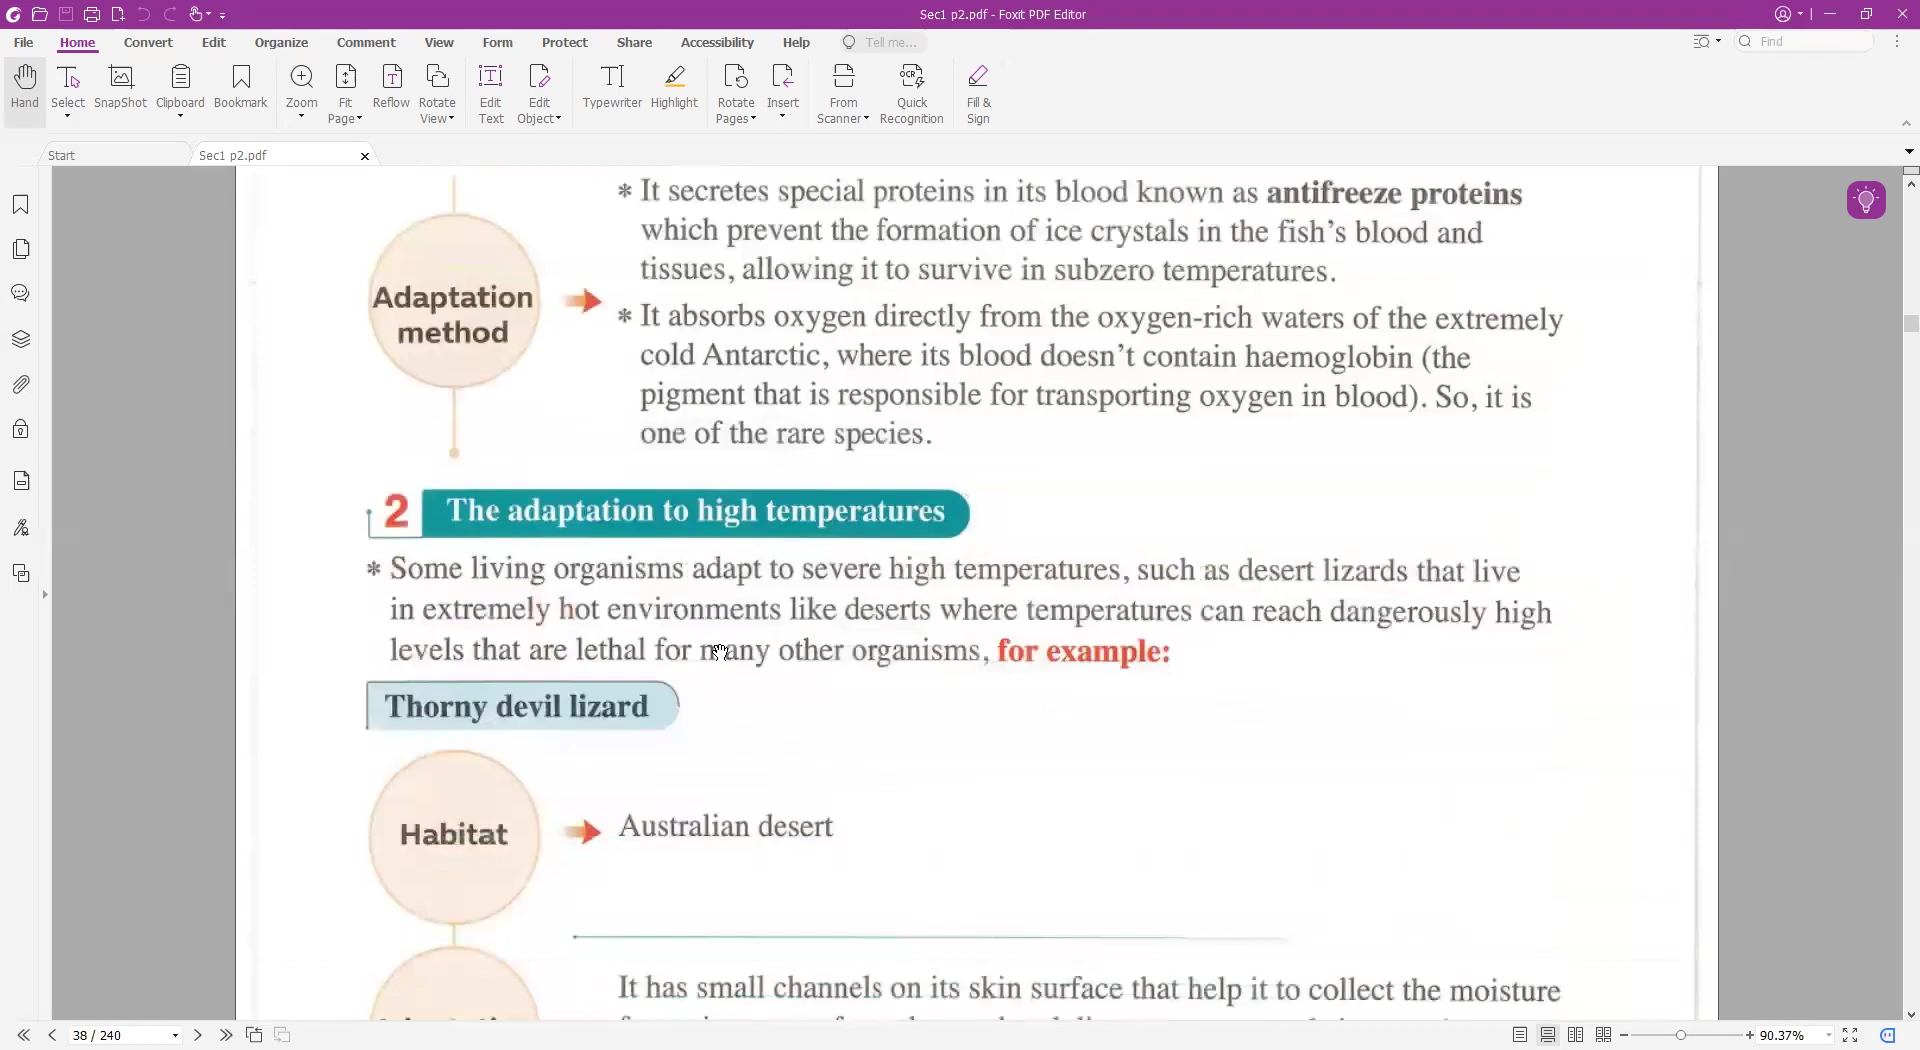 Sec1 p2.pdf - Foxit PDF Editor
File Home Convert Edit Organize Comment View Form Protect Share Accessibility Help Tell me... Find
Hand Select SnapShot Clipboard Bookmark Zoom Fit Page Reflow Rotate View Edit Text Edit Object Typewriter Highlight Rotate Pages Insert From Scanner OCR Quick Recognition Fill & Sign
Start Sec1 p2.pdf
* It secretes special proteins in its blood known as antifreeze proteins
which prevent the formation of ice crystals in the fish's blood and
tissues, allowing it to survive in subzero temperatures.
Adaptation
method
* It absorbs oxygen directly from the oxygen-rich waters of the extremely
cold Antarctic, where its blood doesn't contain haemoglobin (the
pigment that is responsible for transporting oxygen in blood). So, it is
one of the rare species.
2 The adaptation to high temperatures
* Some living organisms adapt to severe high temperatures, such as desert lizards that live
in extremely hot environments like deserts where temperatures can reach dangerously high
levels that are lethal for many other organisms, for example:
Thorny devil lizard
Habitat
Australian desert
It has small channels on its skin surface that help it to collect the moisture
38 / 240 90.37%